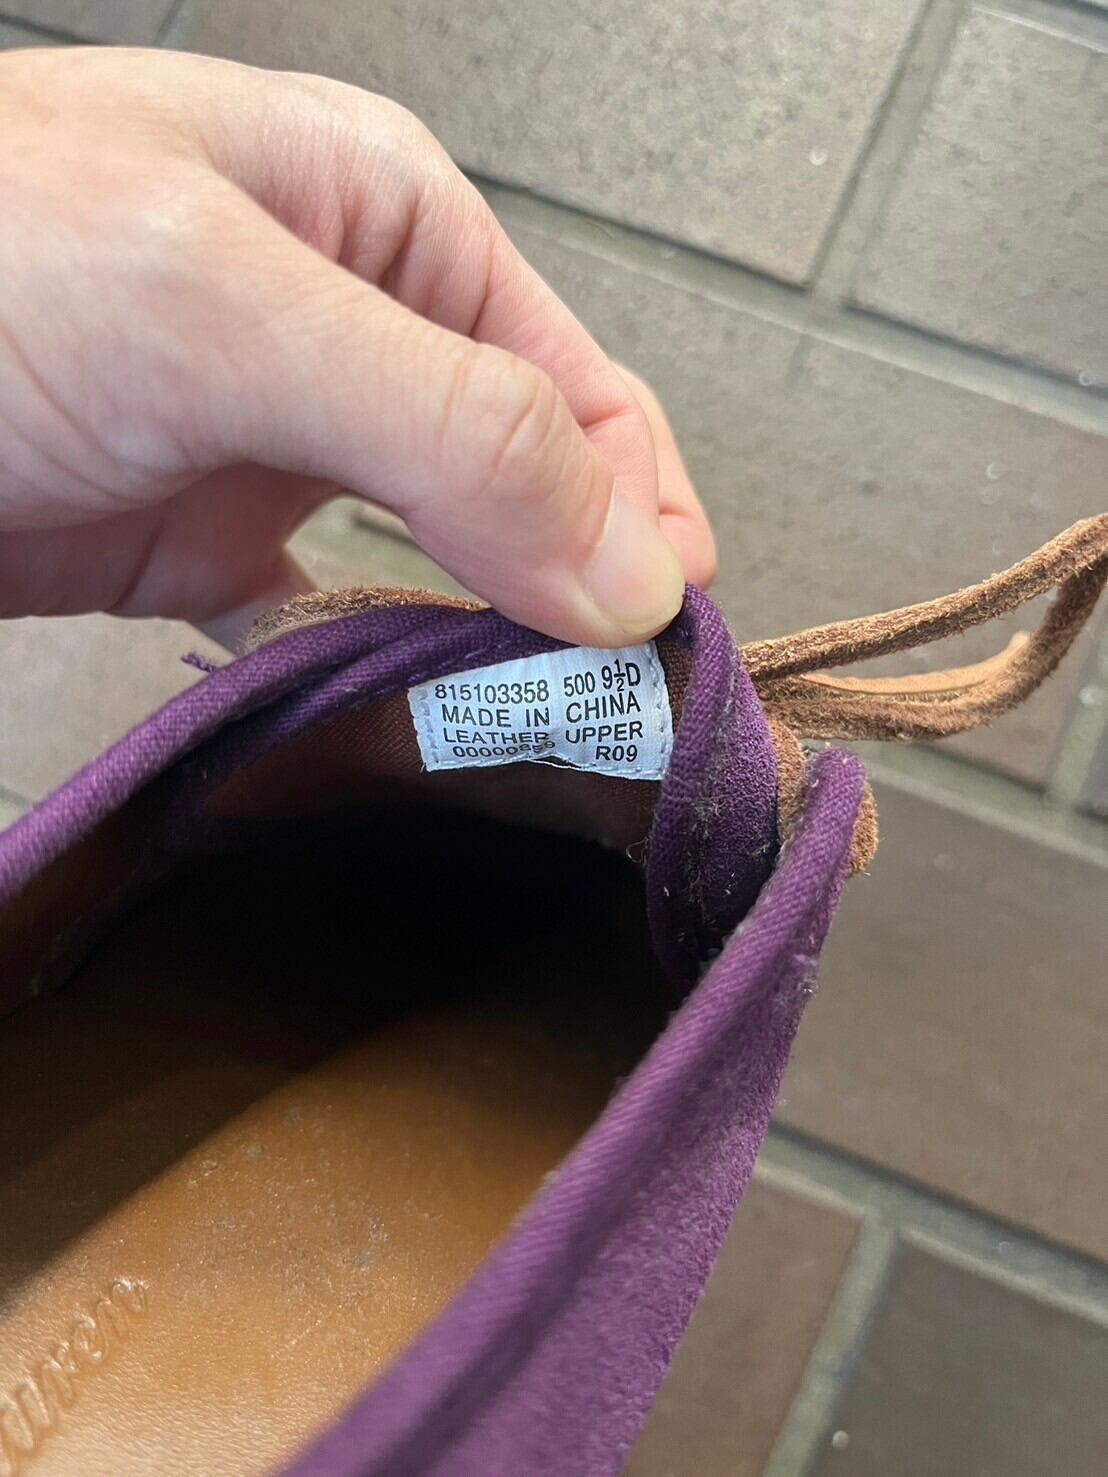 815103358 500 9½D
MADE IN CHINA
LEATHER UPPER
R09